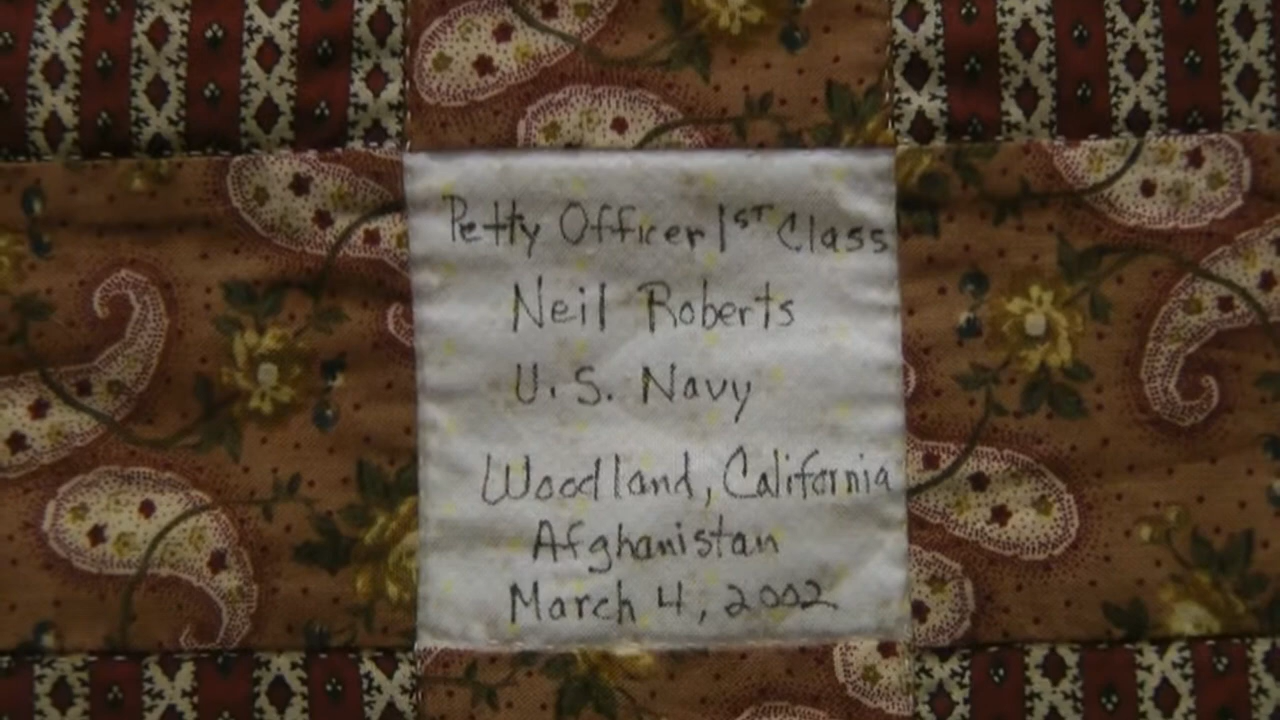 Petty Officer 1ST Class
Neil Roberts
U.S. Navy
Woodland, California
Afghanistan
March 4, 2002